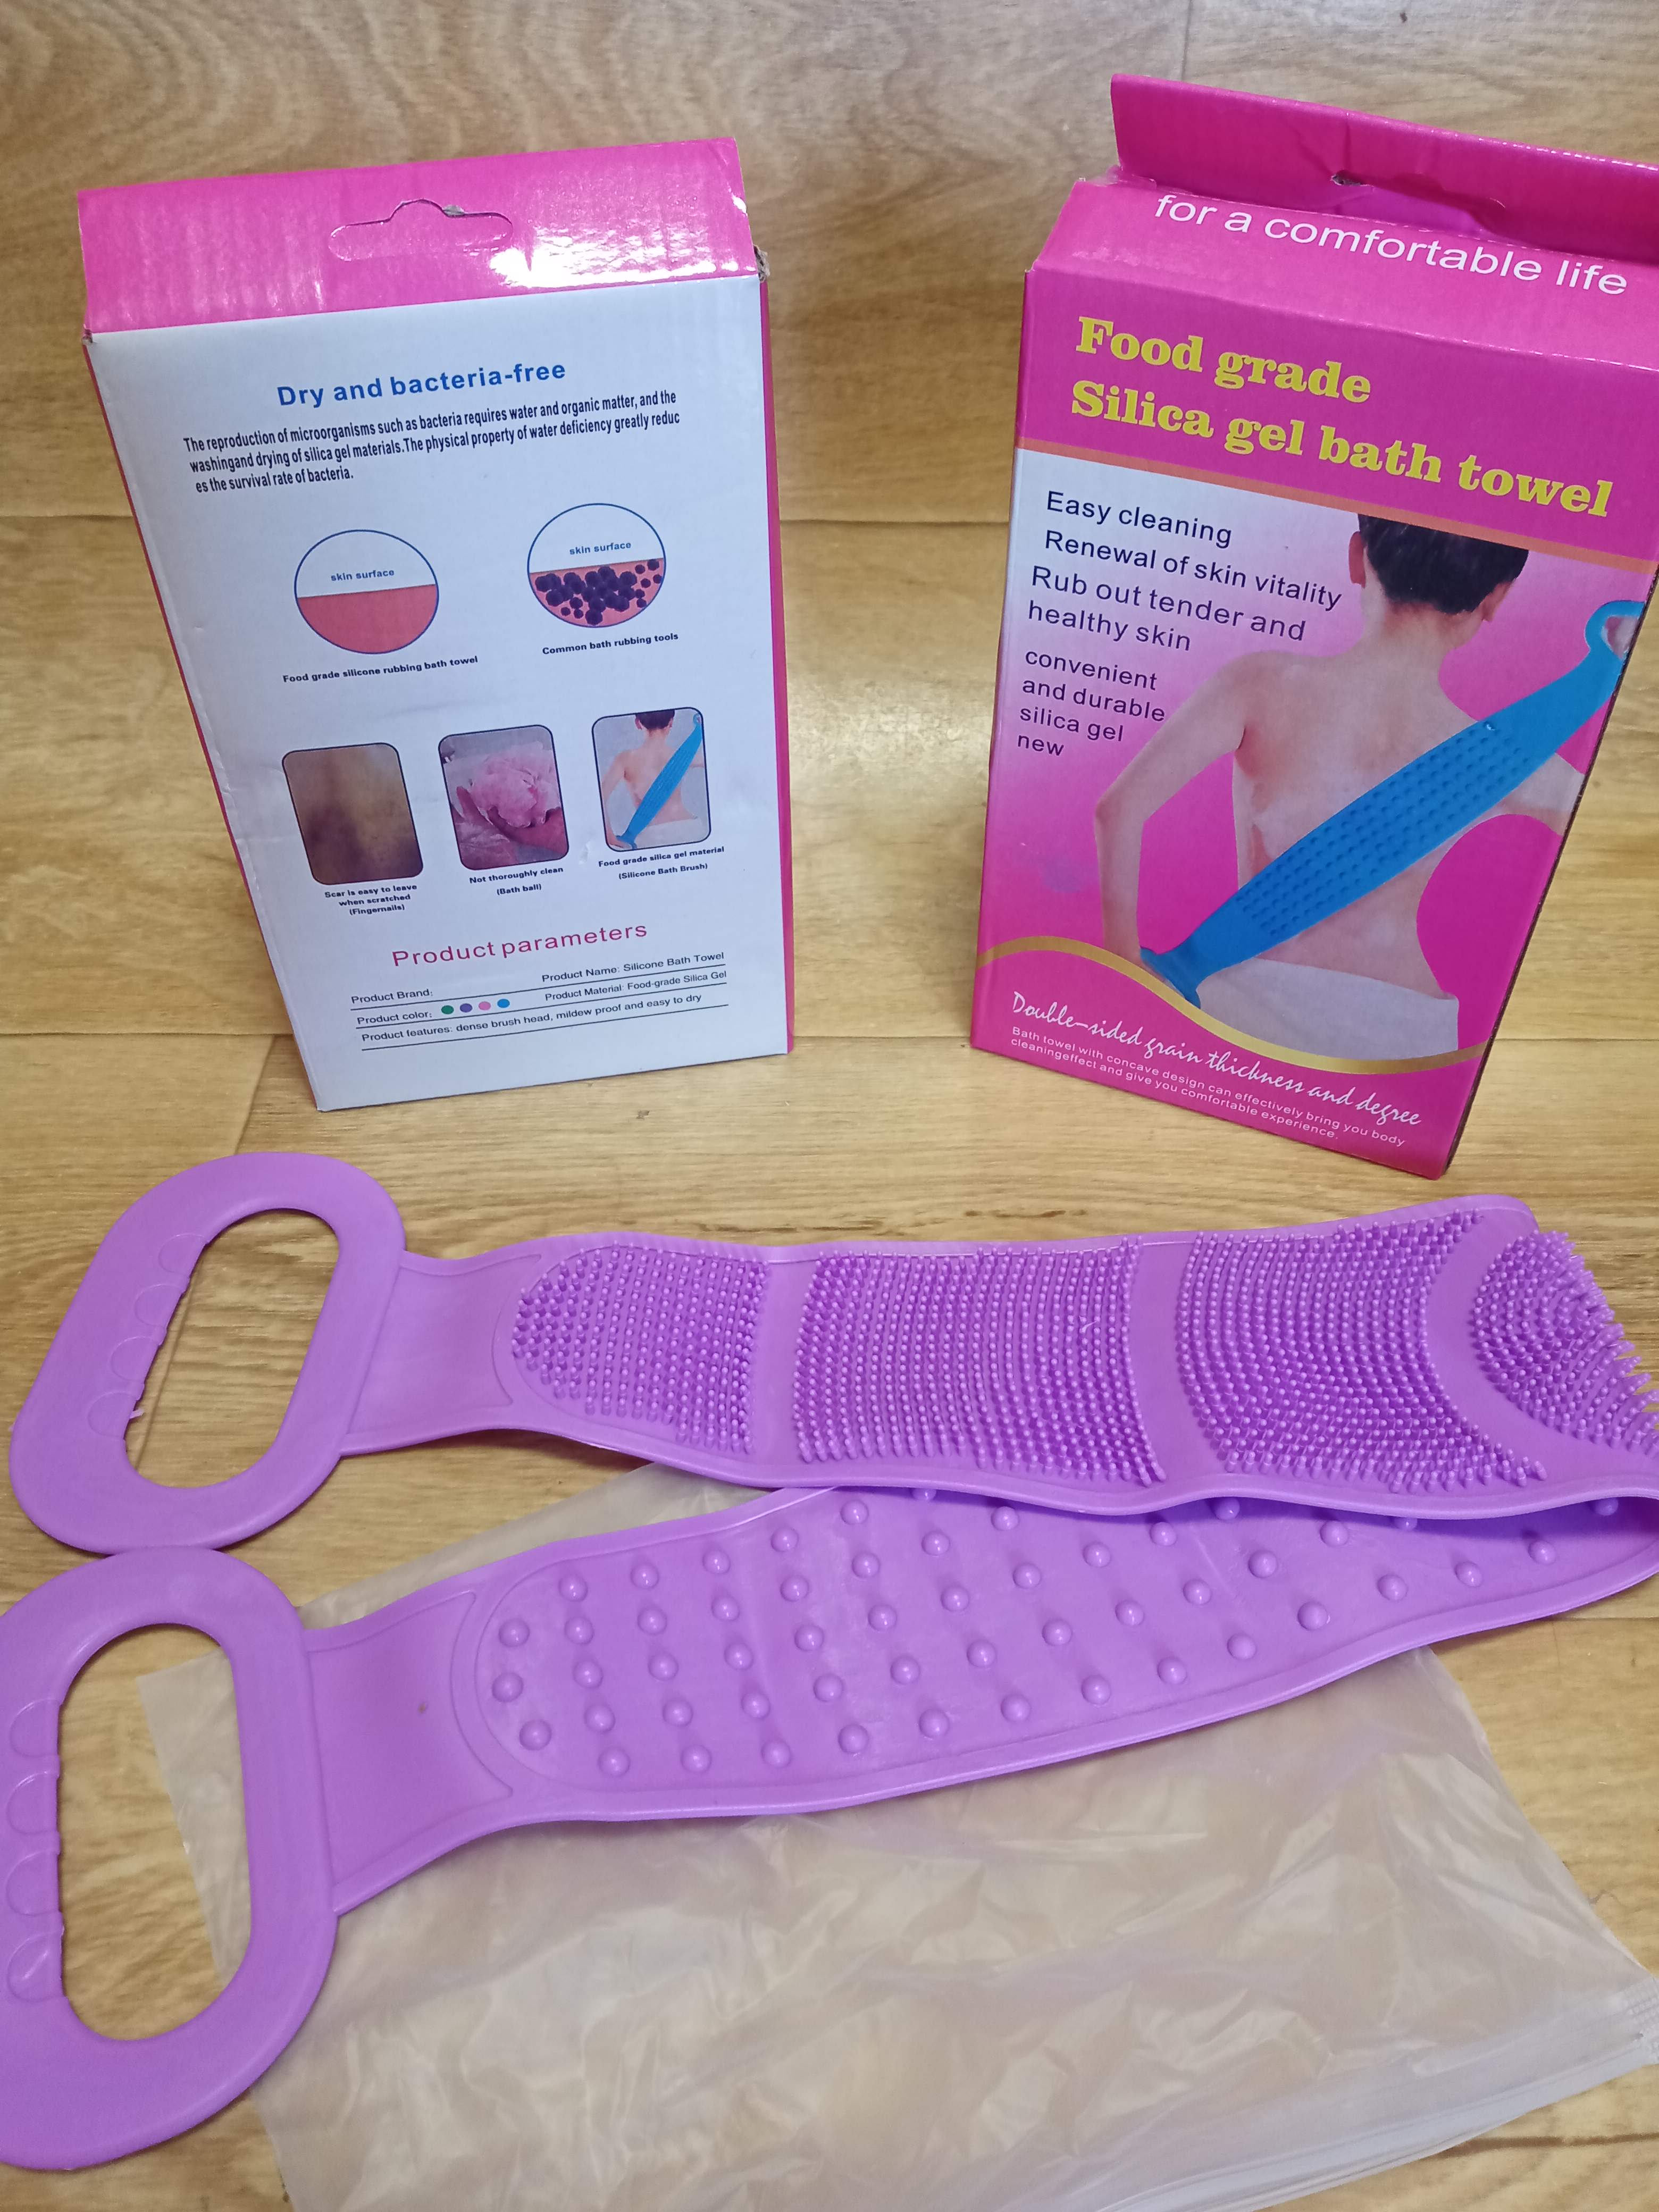 Dry and bacteria-free
The reproduction of microorganisms such as bacteria requires water and organic matter, and the
washingand drying of silica gel materials.The physical property of water deficiency greatly reduc
es the survival rate of bacteria.
skin surface
Food grade silicone rubbing bath towel
skin surface
Common bath rubbing tools
Scar is easy to leave
when scratched
(Fingernails)
Not thoroughly clean
(Bath ball)
Food grade silica gel material
(Silicone Bath Brush)
Product parameters
Product Brand: Product Name: Silicone Bath Towel
Product color: Product Material: Food-grade Silica Gel
Product features: dense brush head, mildew proof and easy to dry
for a comfortable life
Food grade
Silica gel bath towel
Easy cleaning
Renewal of skin vitality
Rub out tender and
healthy skin
convenient
and durable
silica gel
new
Double-sided grain thickness and degree
Bath towel with concave design can effectively bring you body
cleaningeffect and give you comfortable experience.